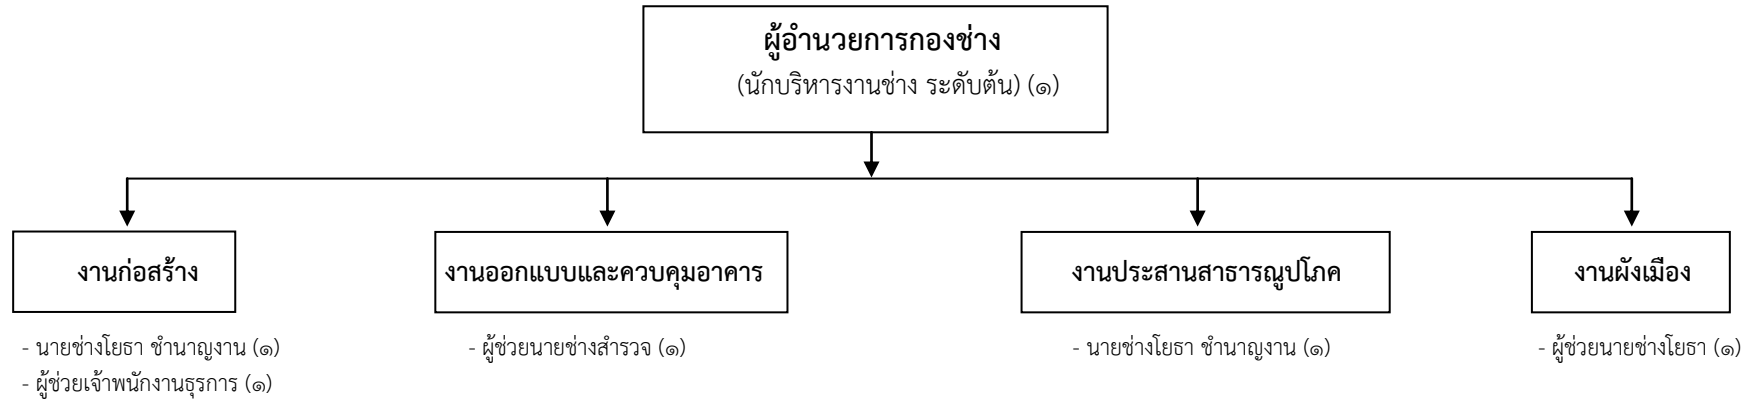 ผู้อำนวยการกองช่าง
(นักบริหารงานช่าง ระดับต้น) (๑)
งานก่อสร้าง
งานออกแบบและควบคุมอาคาร
งานประสานสาธารณูปโภค
งานผังเมือง
- นายช่างโยธา ชำนาญงาน (๑)
- ผู้ช่วยเจ้าพนักงานธุรการ (๑)
- ผู้ช่วยนายช่างสำรวจ (๑)
- นายช่างโยธา ชำนาญงาน (๑)
- ผู้ช่วยนายช่างโยธา (๑)